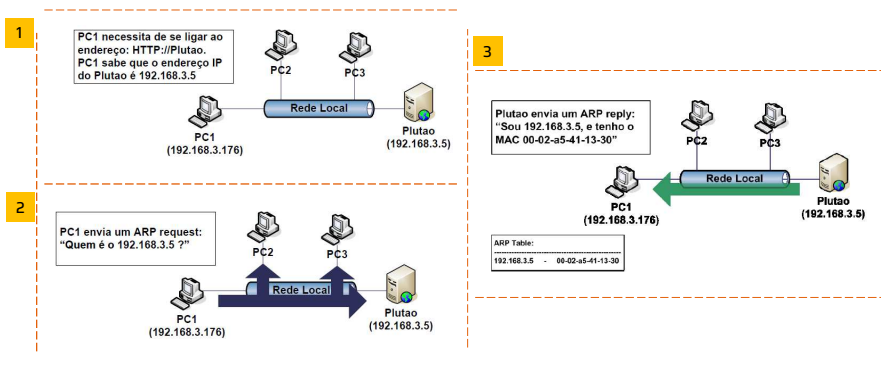 1
PC1 necessita de se ligar ao
endereço: HTTP://Plutao.
PC1 sabe que o endereço IP
do Plutao é 192.168.3.5
PC2
PC3
Rede Local
PC1
(192.168.3.176)
Plutao
(192.168.3.5)
2
PC1 envia um ARP request:
“Quem é o 192.168.3.5 ?”
PC2
PC3
Rede Local
PC1
(192.168.3.176)
Plutao
(192.168.3.5)
3
Plutao envia um ARP reply:
“Sou 192.168.3.5, e tenho o
MAC 00-02-a5-41-13-30”
PC2
PC3
Rede Local
PC1
(192.168.3.176)
Plutao
(192.168.3.5)
ARP Table:
192.168.3.5 - 00-02-a5-41-13-30